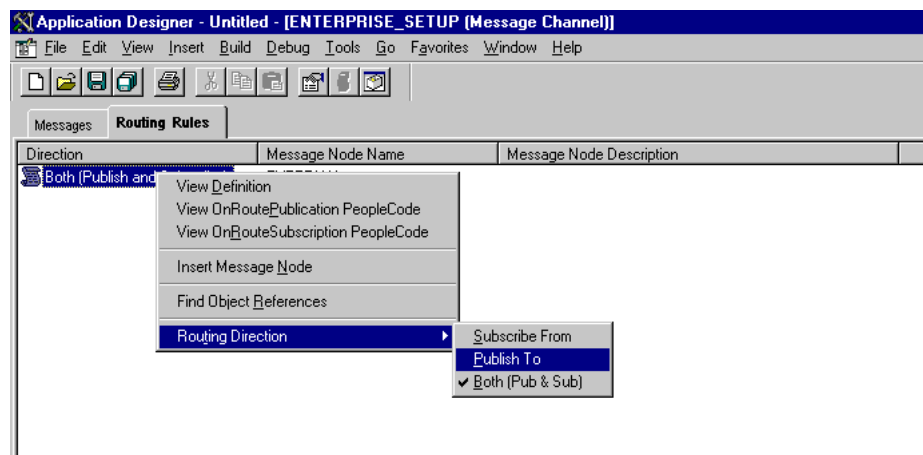 Application Designer - Untitled - [ENTERPRISE_SETUP (Message Channel)]
File Edit View Insert Build Debug Tools Go Favorites Window Help
Messages Routing Rules
Direction Message Node Name Message Node Description
Both (Publish and
View Definition
View OnRoutePublication PeopleCode
View OnRouteSubscription PeopleCode
Insert Message Node
Find Object References
Routing Direction
Subscribe From
Publish To
Both (Pub & Sub)